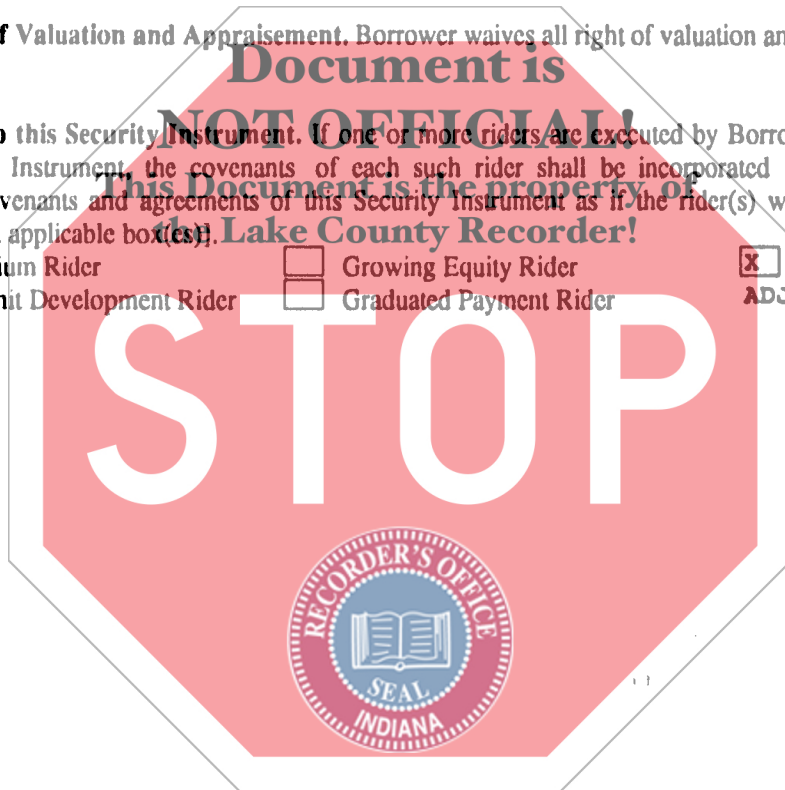 f Valuation and Appraisement. Borrower waives all right of valuation an
Document is
NOT OFFICIAL!
o this Security Instrument. If one or more riders are executed by Borro
Instrument, the covenants of each such rider shall be incorporated
This Document is the property of
venants and agreements of this Security Instrument as if the rider(s) w
the Lake County Recorder!
applicable box(es)].
um Rider Growing Equity Rider X
nit Development Rider Graduated Payment Rider ADJ
STOP
RECORDER'S OFFICE
SEAL
INDIANA